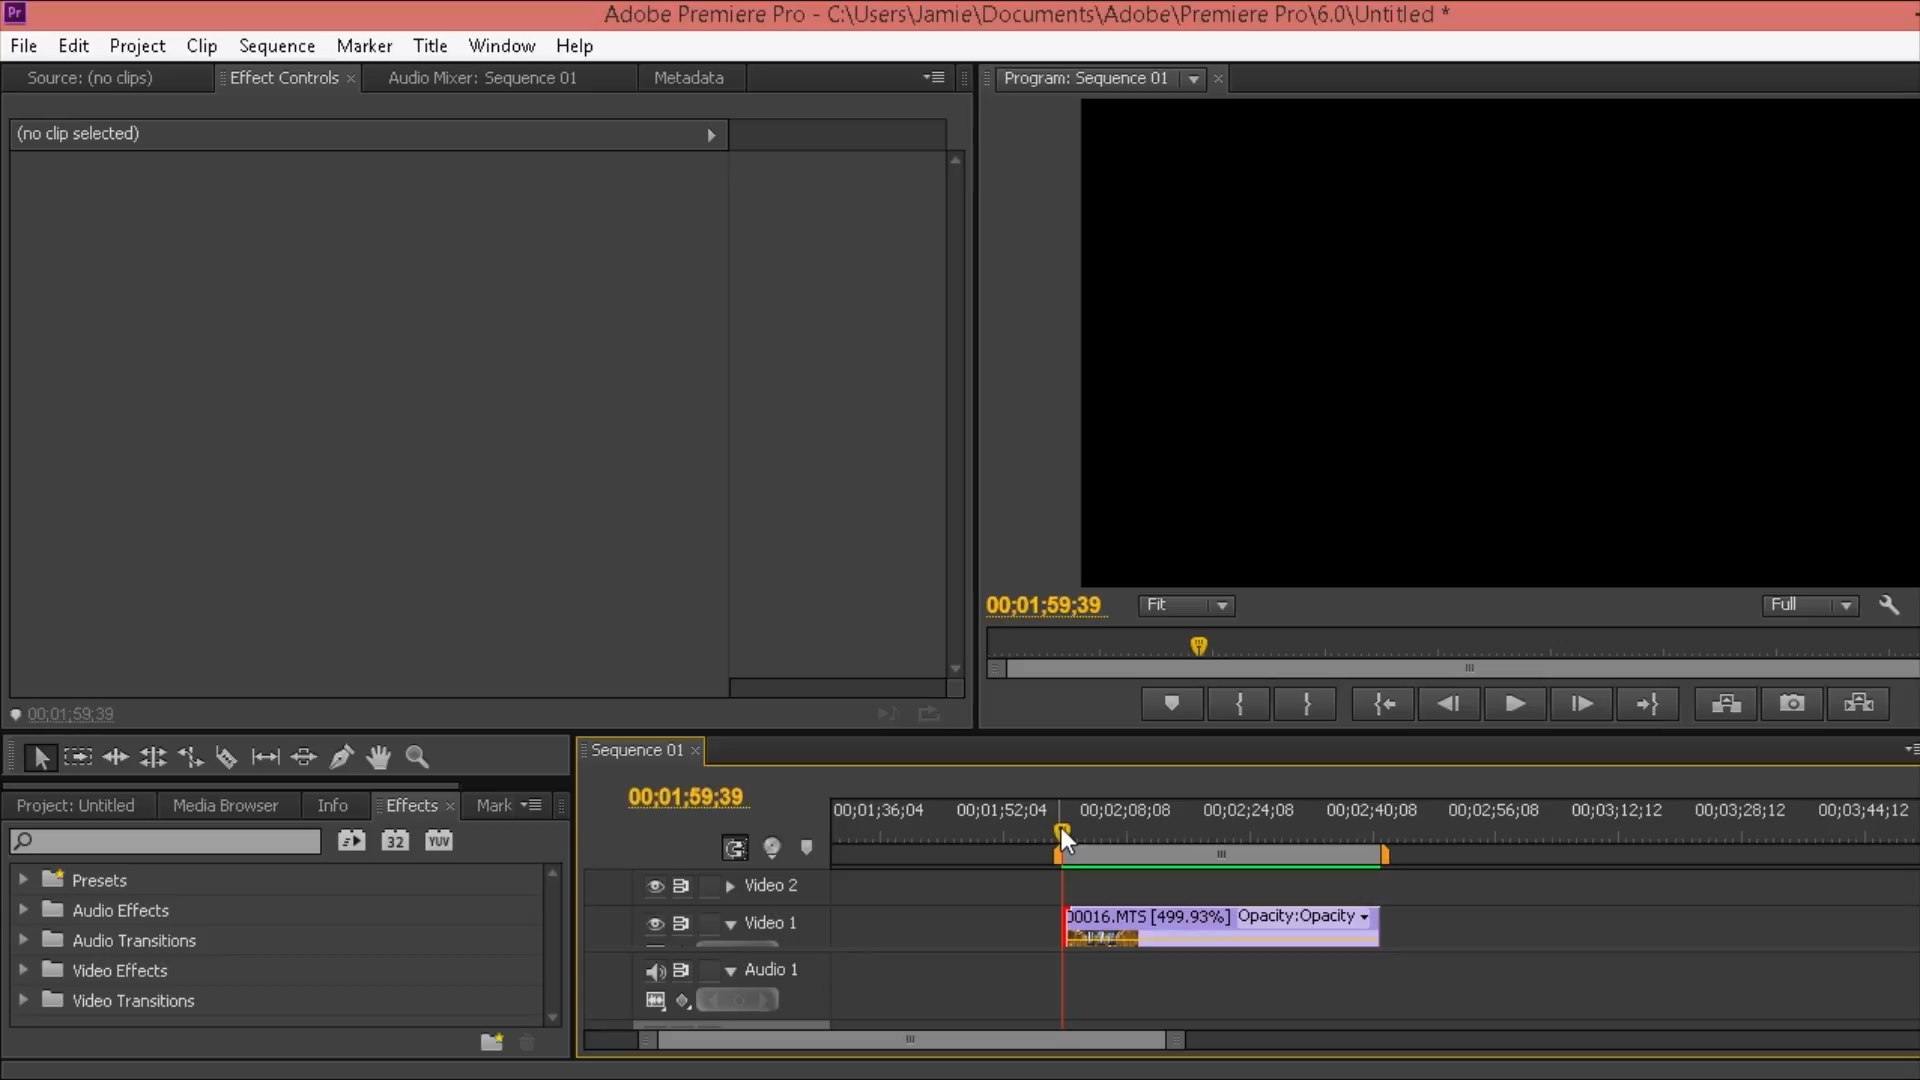 Pr Adobe Premiere Pro - C:\Users\Jamie\Documents\Adobe\Premiere Pro\6.0\Untitled *
File Edit Project Clip Sequence Marker Title Window Help
Source: (no clips) Effect Controls × Audio Mixer: Sequence 01 Metadata
Program: Sequence 01 ×
(no clip selected)
00;01;59;39 Fit Full
00;01;59;39
Sequence 01 ×
Project: Untitled Media Browser Info Effects × Mark
32 YUV
Presets
Audio Effects
Audio Transitions
Video Effects
Video Transitions
00;01;59;39
00;01;36;04 00;01;52;04 00;02;08;08 00;02;24;08 00;02;40;08 00;02;56;08 00;03;12;12 00;03;28;12 00;03;44;12
Video 2
Video 1
00016.MTS [499.93%] Opacity:Opacity
Audio 1